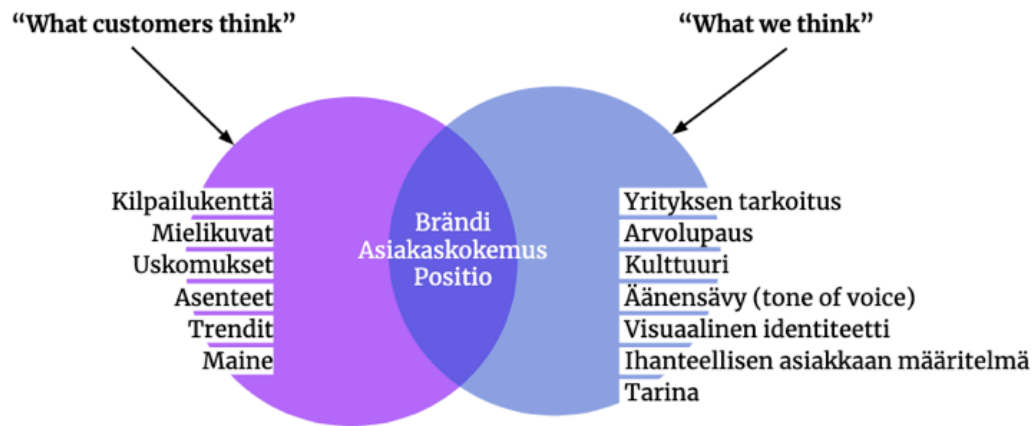 “What customers think”
“What we think”
Kilpailukenttä
Mielikuvat
Uskomukset
Asenteet
Trendit
Maine
Brändi
Asiakaskokemus
Positio
Yrityksen tarkoitus
Arvolupaus
Kulttuuri
Äänensävy (tone of voice)
Visuaalinen identiteetti
Ihanteellisen asiakkaan määritelmä
Tarina